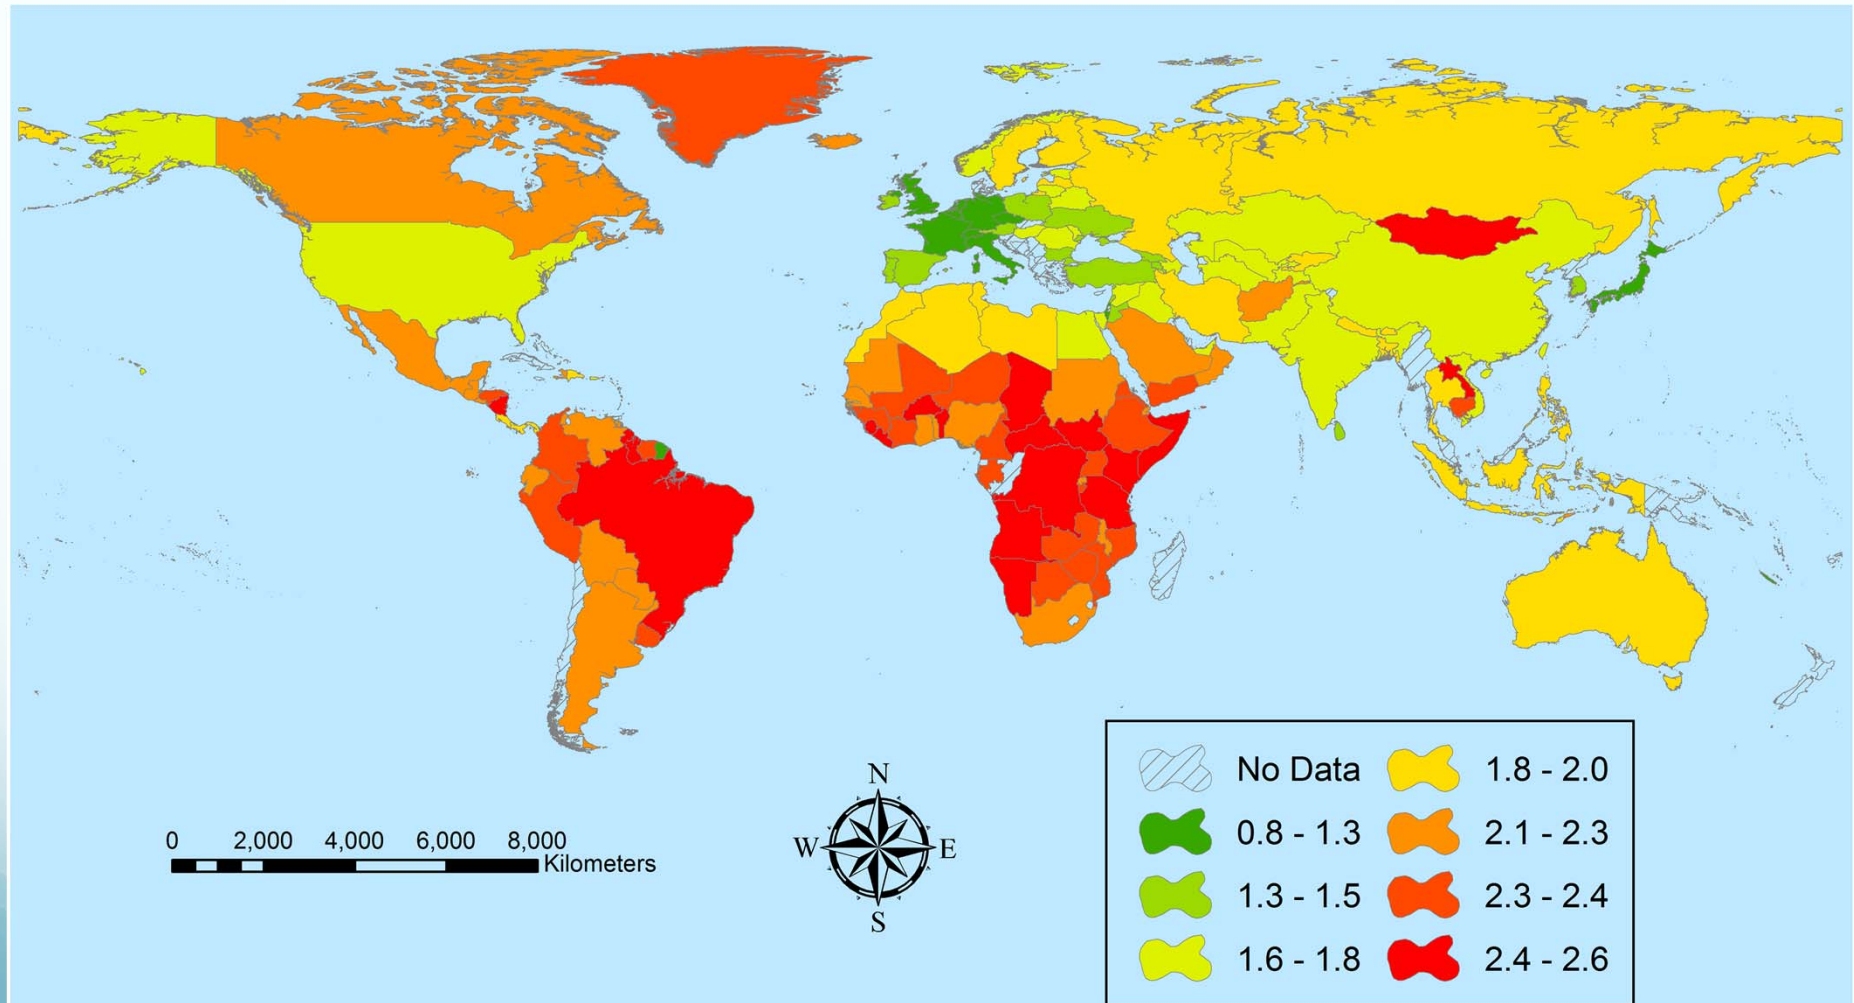 N
W E
S
0 2,000 4,000 6,000 8,000
Kilometers
No Data 1.8 - 2.0
0.8 - 1.3 2.1 - 2.3
1.3 - 1.5 2.3 - 2.4
1.6 - 1.8 2.4 - 2.6